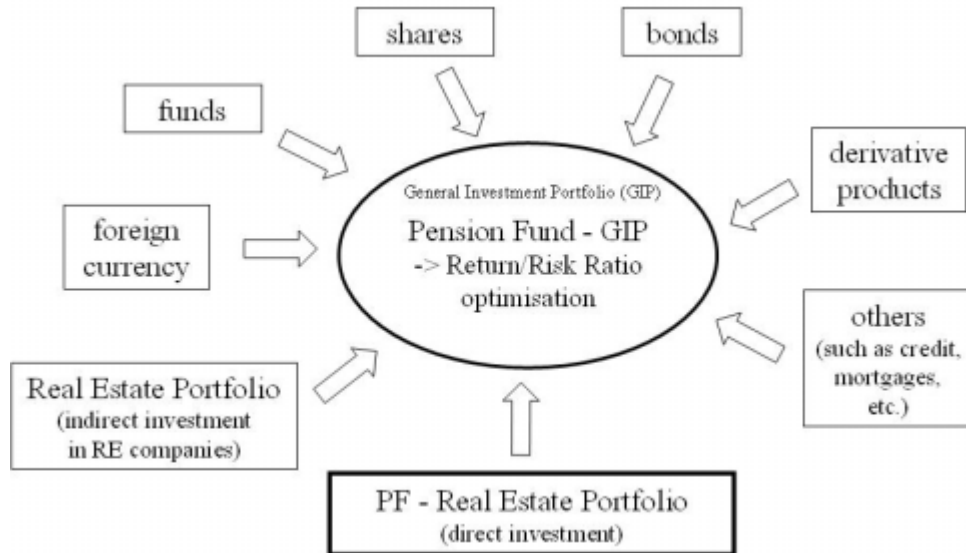 shares
bonds
funds
derivative
products
General Investment Portfolio (GIP)
Pension Fund - GIP
-> Return/Risk Ratio
optimisation
foreign
currency
others
(such as credit,
mortgages,
etc.)
Real Estate Portfolio
(indirect investment
in RE companies)
PF - Real Estate Portfolio
(direct investment)